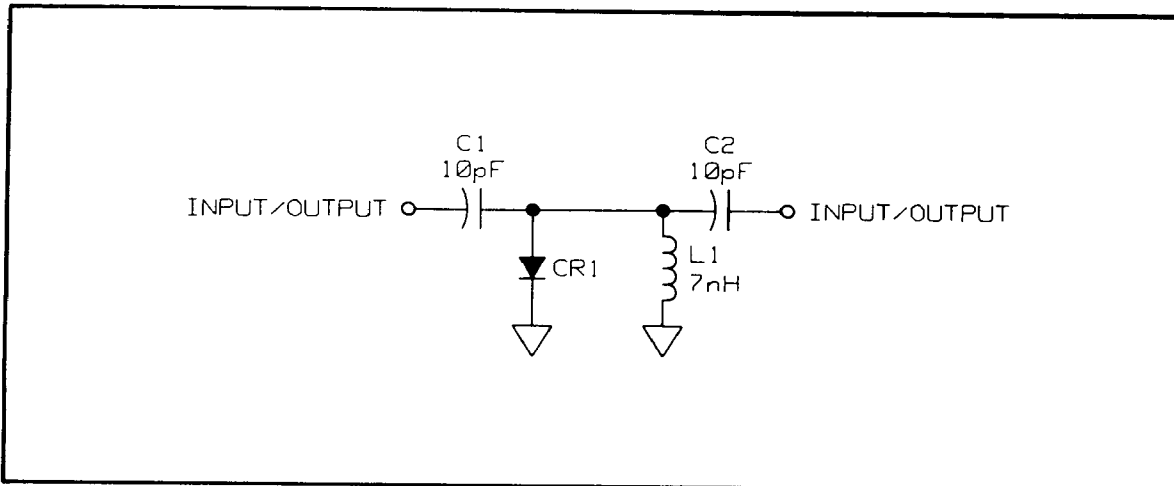 C1
10pF
C2
10pF
INPUT/OUTPUT
INPUT/OUTPUT
CR1
L1
7nH